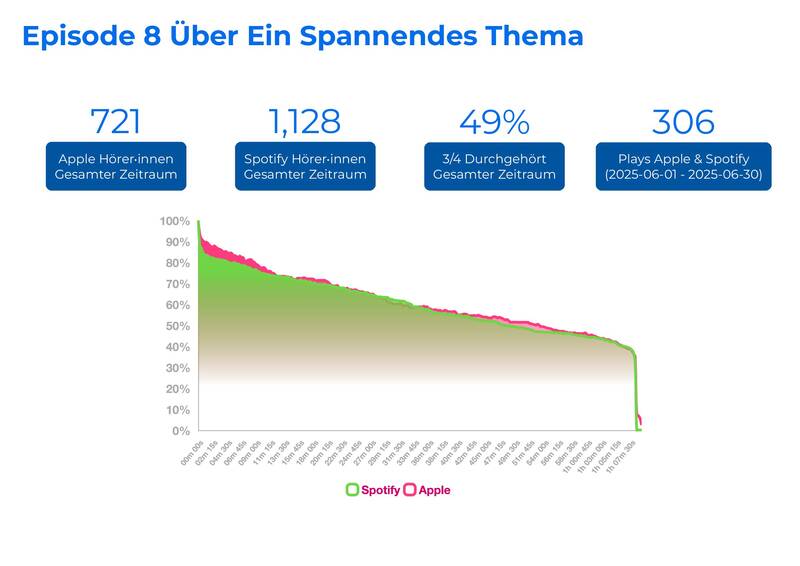 Episode 8 Über Ein Spannendes Thema
721
Apple Hörer·innen
Gesamter Zeitraum
1,128
Spotify Hörer·innen
Gesamter Zeitraum
49%
3/4 Durchgehört
Gesamter Zeitraum
306
Plays Apple & Spotify
(2025-06-01 - 2025-06-30)
100%
90%
80%
70%
60%
50%
40%
30%
20%
10%
0%
00m 00s
02m 15s
04m 30s
06m 45s
09m 00s
11m 15s
13m 30s
15m 45s
18m 00s
20m 15s
22m 30s
24m 45s
27m 00s
29m 15s
31m 30s
33m 45s
36m 00s
38m 15s
40m 30s
42m 45s
45m 00s
47m 15s
49m 30s
51m 45s
54m 00s
56m 15s
58m 30s
1h 00m 45s
1h 03m 00s
1h 05m 15s
1h 07m 30s
Spotify
Apple